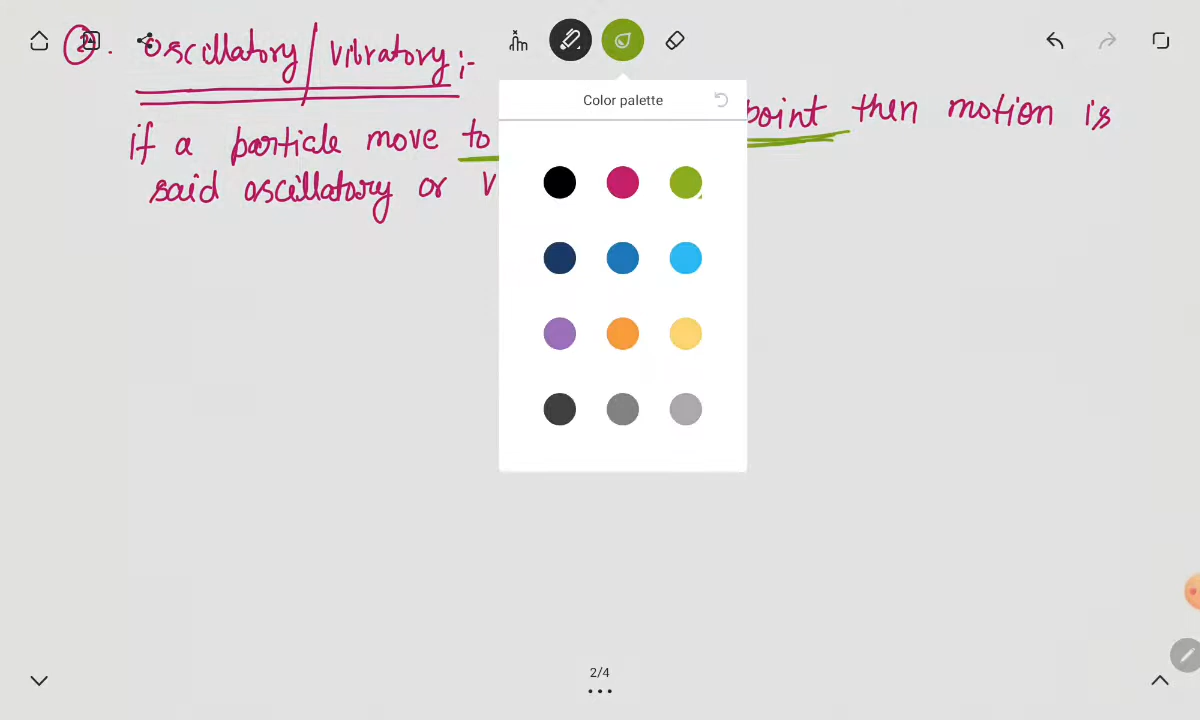 2. Oscillatory/Vibratory:-
Color palette
if a particle move to point then motion is
said oscillatory or V
2/4